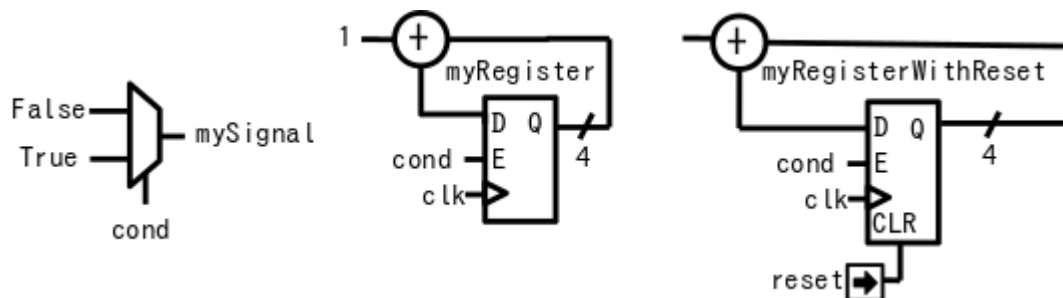 False
True
mySignal
cond
1
+
myRegister
D Q
cond E
4
clk
+
myRegisterWithReset
D Q
cond E
4
clk
CLR
reset